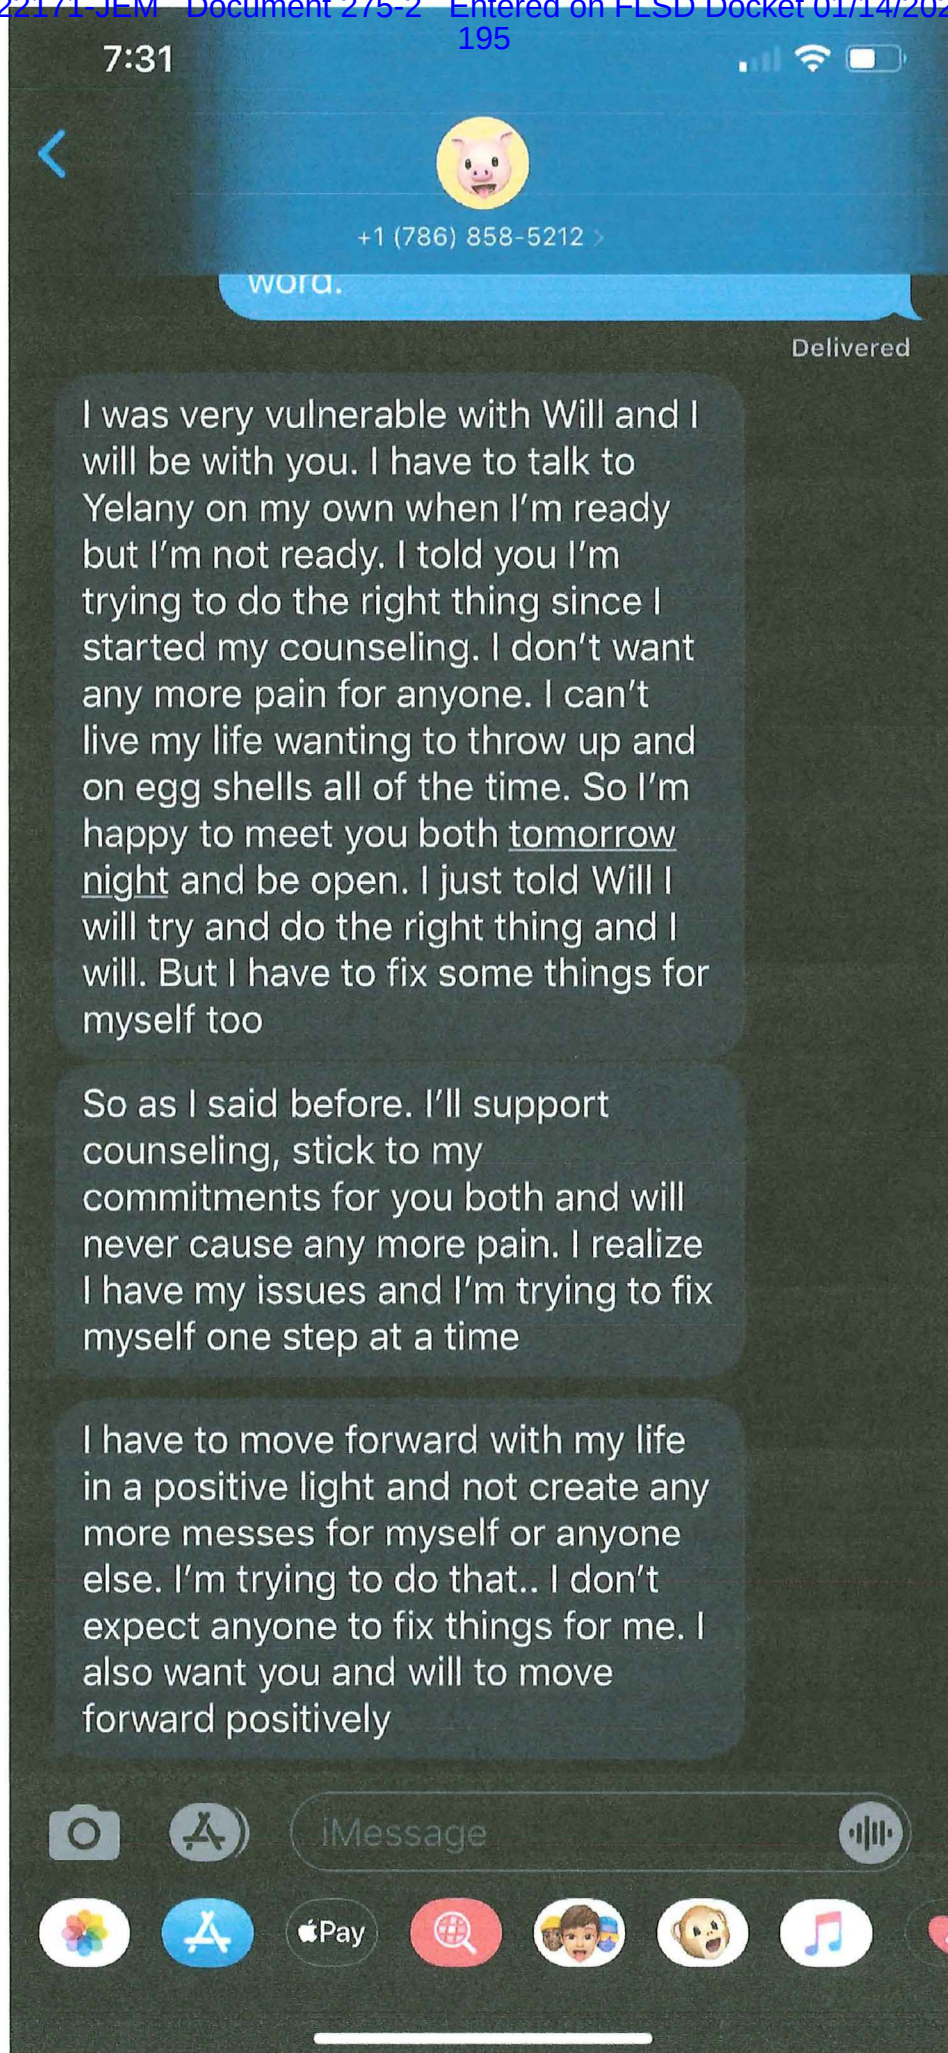 22171-JEM Document 275-2 Entered on FLSD Docket 01/14/202
195
7:31
+1 (786) 858-5212 >
word.
Delivered
I was very vulnerable with Will and I
will be with you. I have to talk to
Yelany on my own when I'm ready
but I'm not ready. I told you I'm
trying to do the right thing since I
started my counseling. I don't want
any more pain for anyone. I can't
live my life wanting to throw up and
on egg shells all of the time. So I'm
happy to meet you both tomorrow
night and be open. I just told Will I
will try and do the right thing and I
will. But I have to fix some things for
myself too
So as I said before. I'll support
counseling, stick to my
commitments for you both and will
never cause any more pain. I realize
I have my issues and I'm trying to fix
myself one step at a time
I have to move forward with my life
in a positive light and not create any
more messes for myself or anyone
else. I'm trying to do that.. I don't
expect anyone to fix things for me. I
also want you and will to move
forward positively
iMessage
Pay